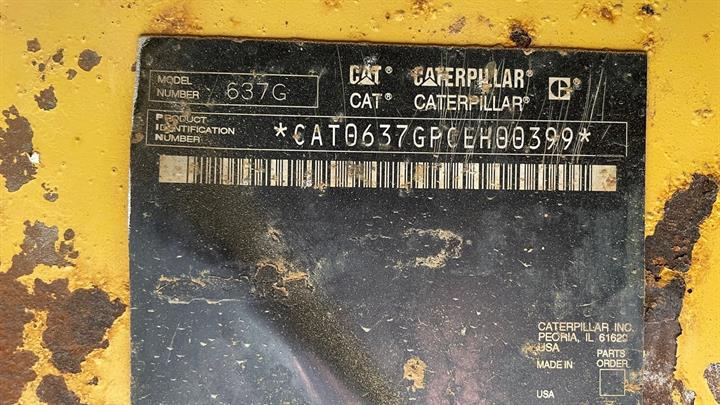 MODEL NUMBER 637G
CAT® CATERPILLAR®
CAT® CATERPILLAR®
PRODUCT IDENTIFICATION NUMBER *CAT0637GPCEH00399*
CATERPILLAR INC.
PEORIA, IL 61629
USA
MADE IN
USA
PARTS ORDER